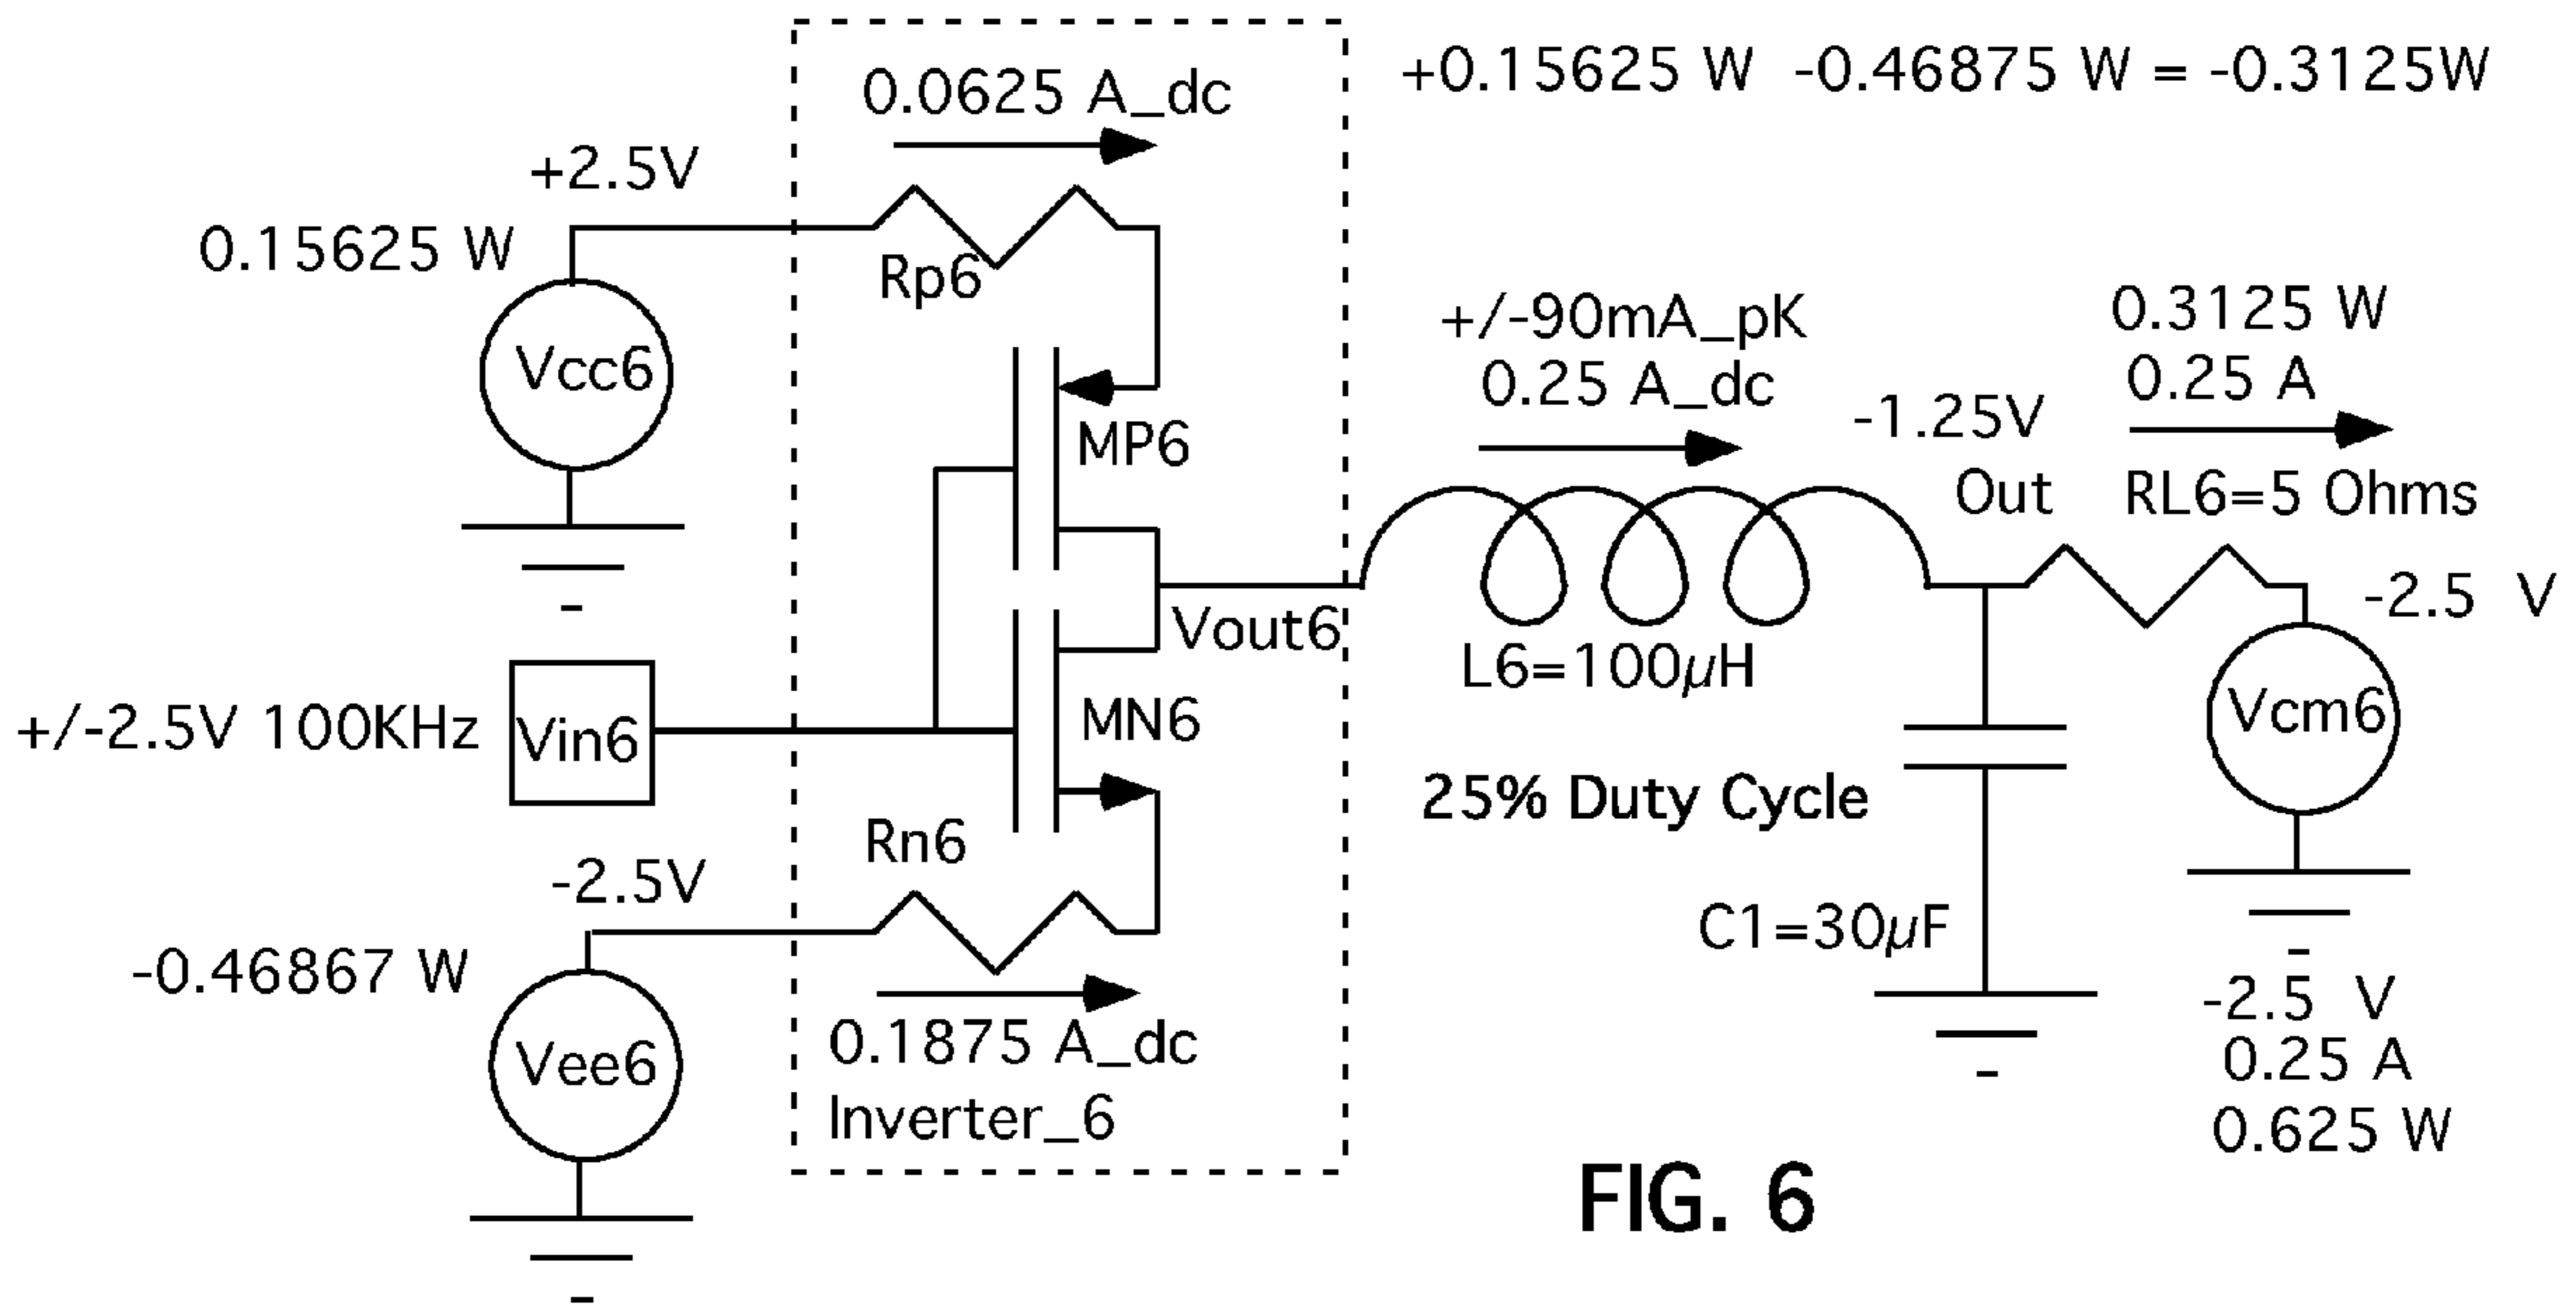 0.0625 A_dc
+0.15625 W -0.46875 W = -0.3125W
+2.5V
0.15625 W
Rp6
Vcc6
+/-90mA_pK
0.25 A_dc
0.3125 W
0.25 A
-1.25V
Out
RL6=5 Ohms
MP6
-2.5 V
Vout6
L6=100µH
+/-2.5V 100KHz
Vin6
MN6
Vcm6
25% Duty Cycle
Rn6
-2.5V
C1=30µF
-0.46867 W
Vee6
0.1875 A_dc
Inverter_6
-2.5 V
0.25 A
0.625 W
FIG. 6